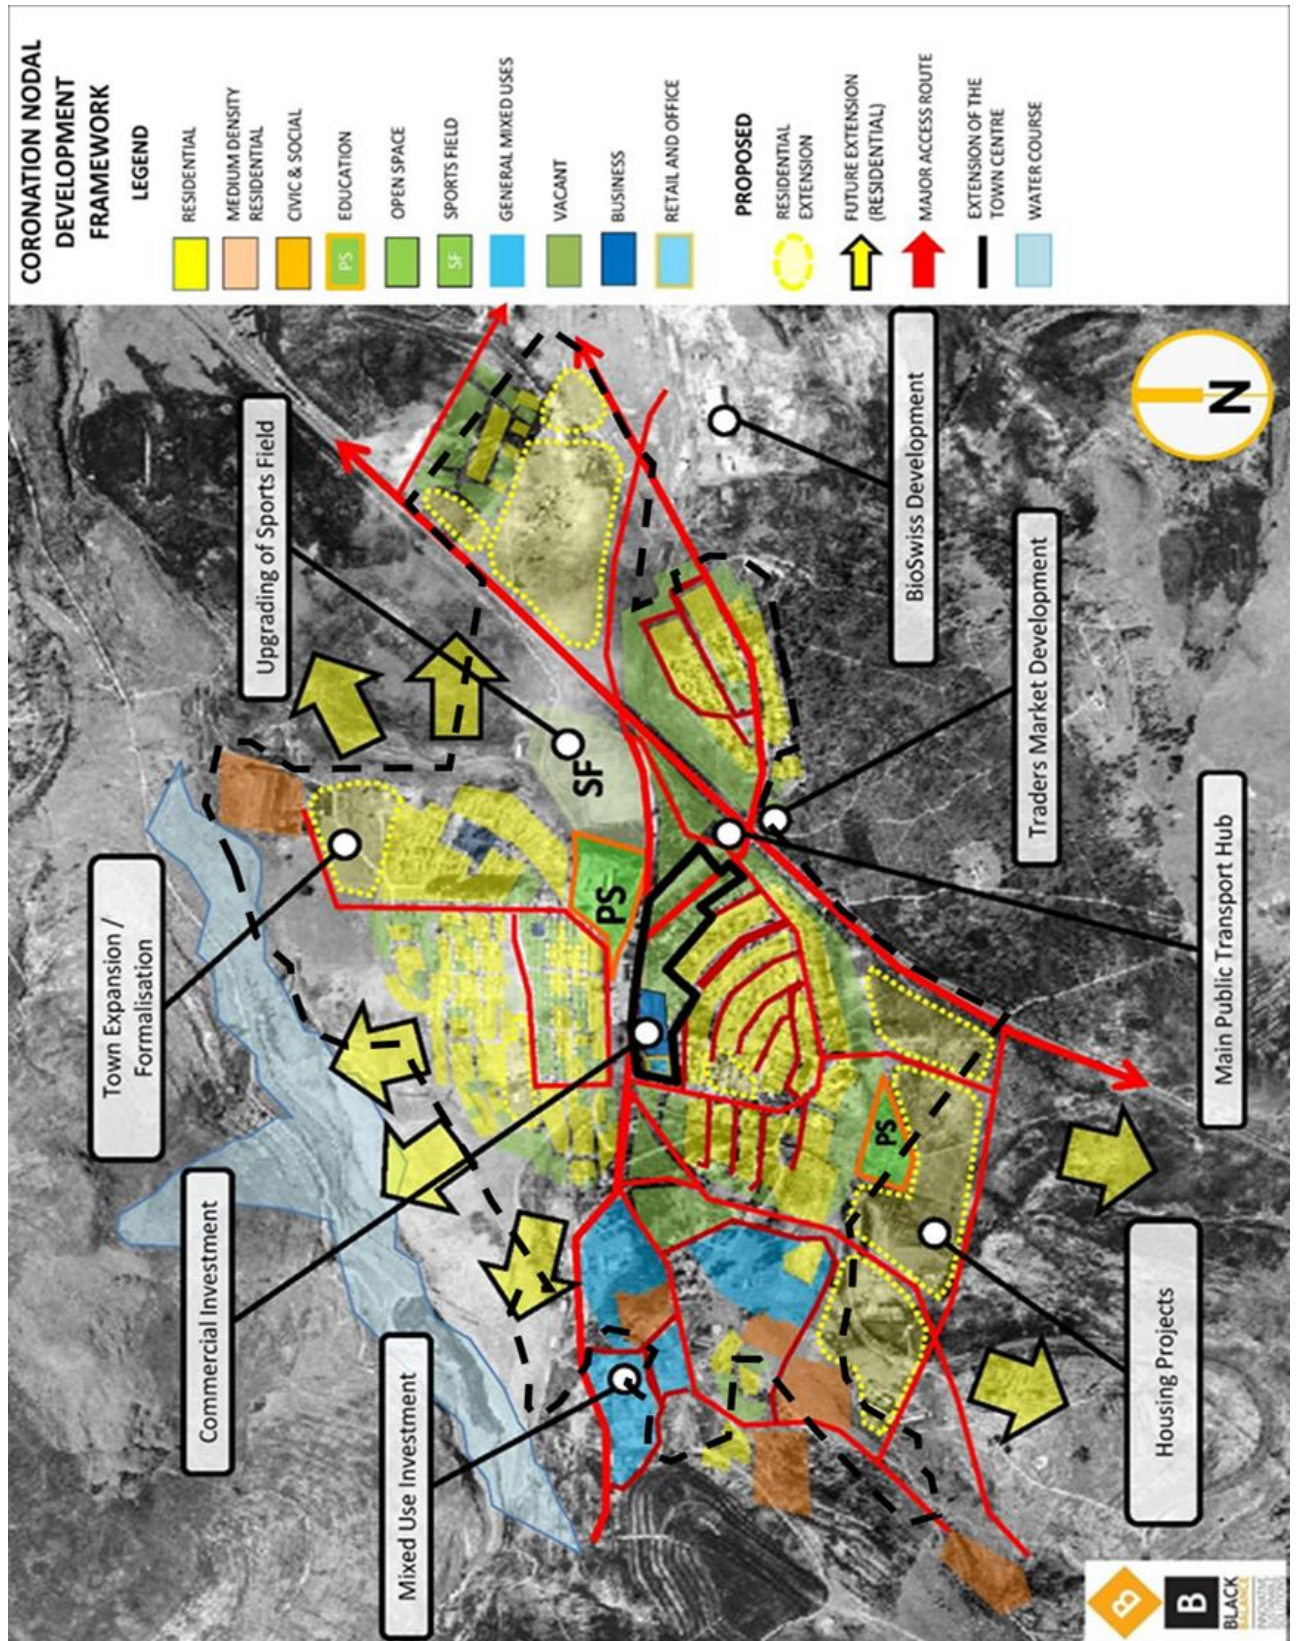 CORONATION NODAL
DEVELOPMENT
FRAMEWORK
LEGEND
RESIDENTIAL
MEDIUM DENSITY
RESIDENTIAL
CIVIC & SOCIAL
PS
EDUCATION
OPEN SPACE
SF
SPORTS FIELD
GENERAL MIXED USES
VACANT
BUSINESS
RETAIL AND OFFICE
PROPOSED
RESIDENTIAL
EXTENSION
FUTURE EXTENSION
(RESIDENTIAL)
MAJOR ACCESS ROUTE
EXTENSION OF THE
TOWN CENTRE
WATER COURSE
Upgrading of Sports Field
Town Expansion /
Formalisation
Commercial Investment
Mixed Use Investment
BioSwiss Development
Traders Market Development
Main Public Transport Hub
Housing Projects
SF
PS
PS
N
B
B
BLACK
BALANCE